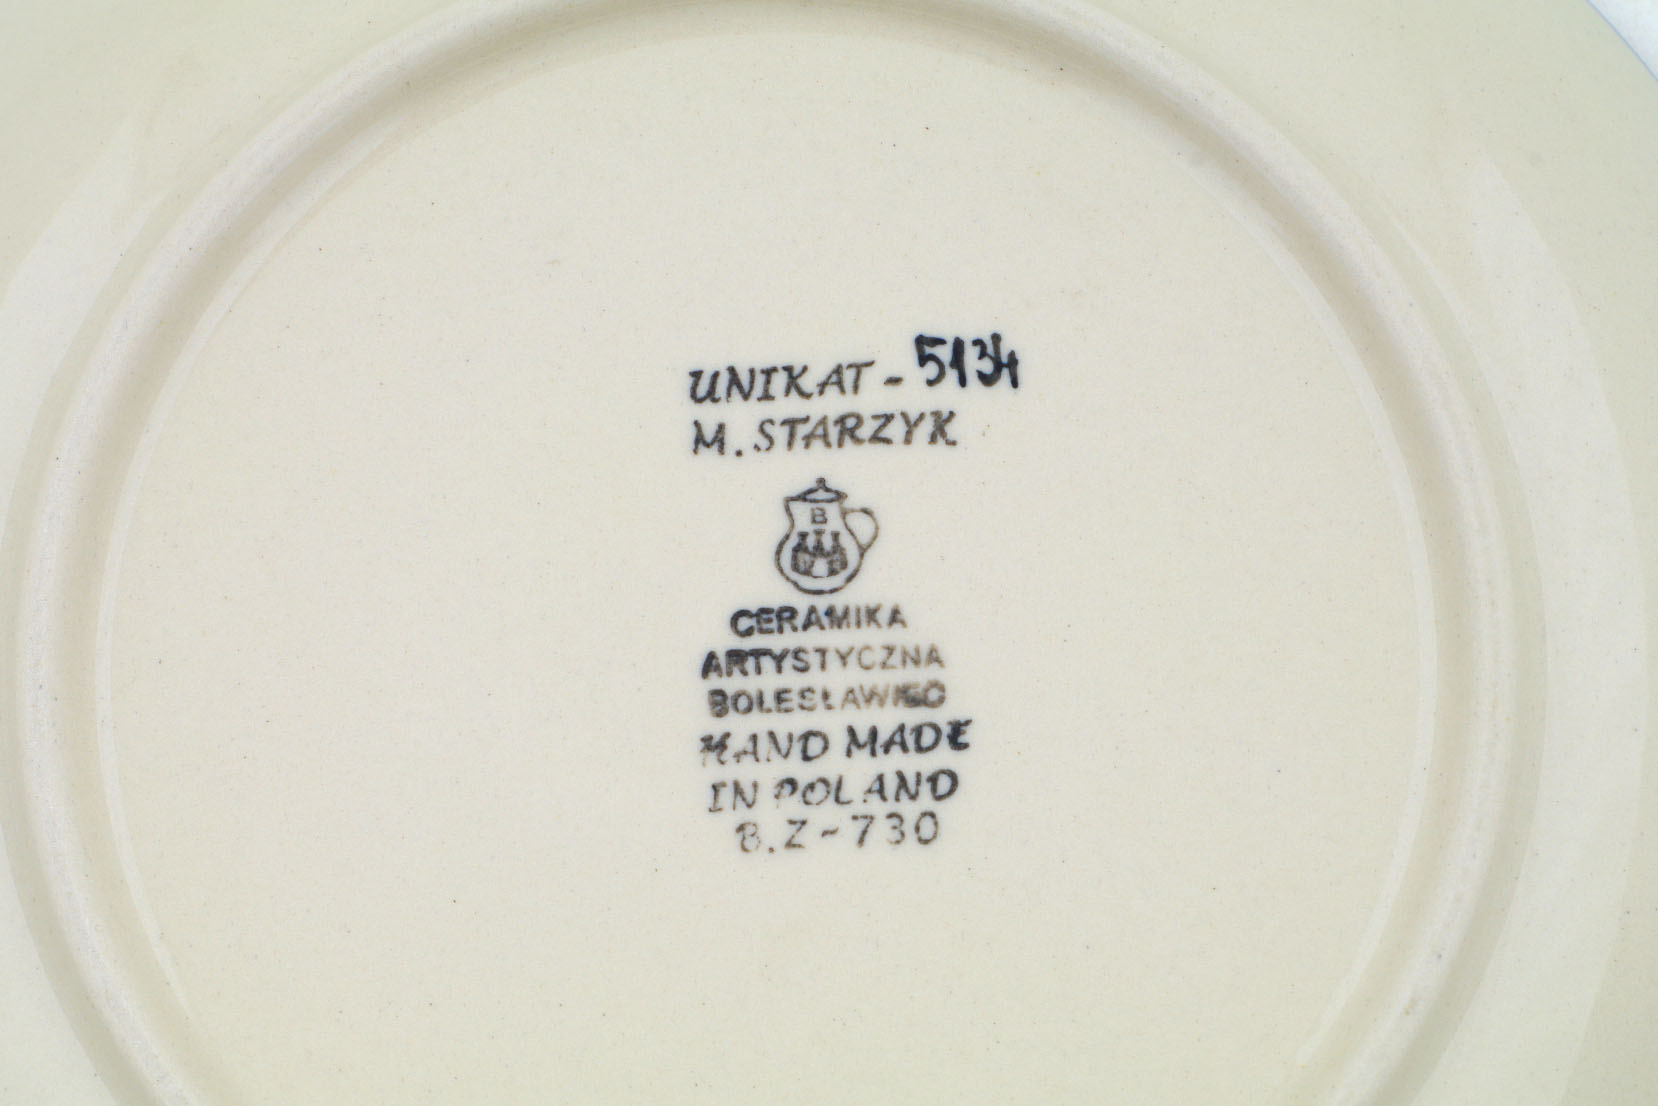 UNIKAT - 5134
M. STARZYK
B
CERAMIKA
ARTYSTYCZNA
BOLESŁAWIEC
HAND MADE
IN POLAND
B.Z-730